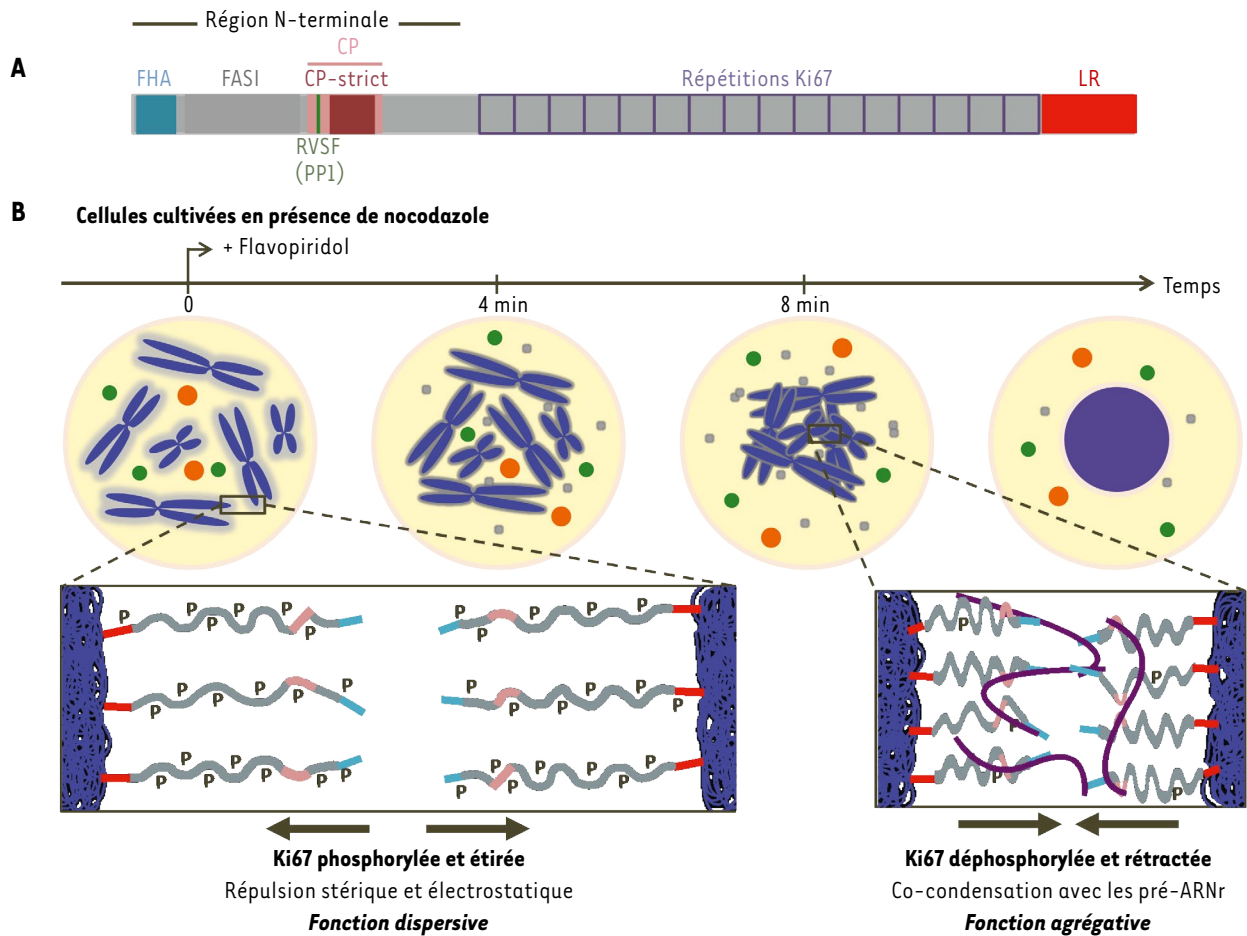 Région N-terminale
CP
A
FHA FASI CP-strict Répétitions Ki67 LR
RVSF
(PP1)
B
Cellules cultivées en présence de nocodazole
+ Flavopiridol
Temps
0 4 min 8 min
P P P P P P P
P P P P P P
P P P P
P P P P P P
P P P P P P
P P P P
P P P P P P P
P P P P
Ki67 phosphorylée et étirée
Répulsion stérique et électrostatique
Fonction dispersive
Ki67 déphosphorylée et rétractée
Co-condensation avec les pré-ARNr
Fonction agrégative